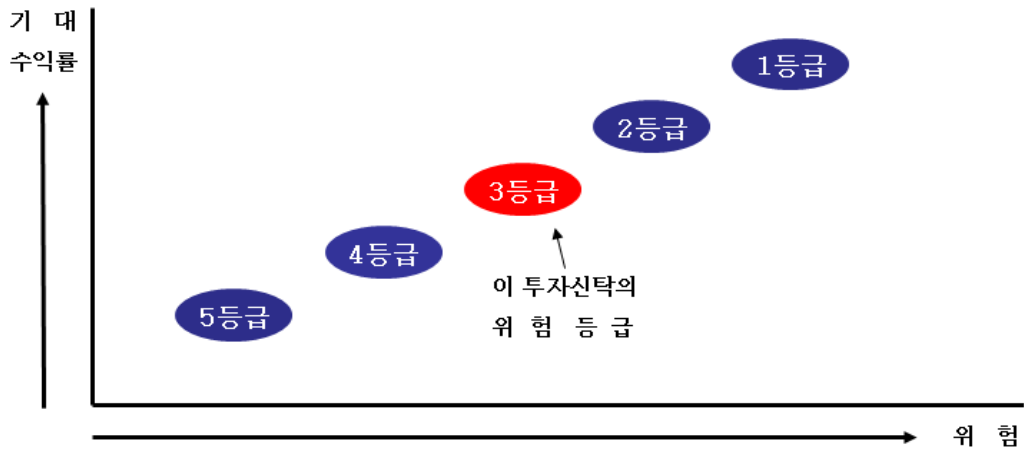 기 대
수익률
1등급
2등급
3등급
4등급
5등급
이 투자신탁의
위 험 등 급
위 험